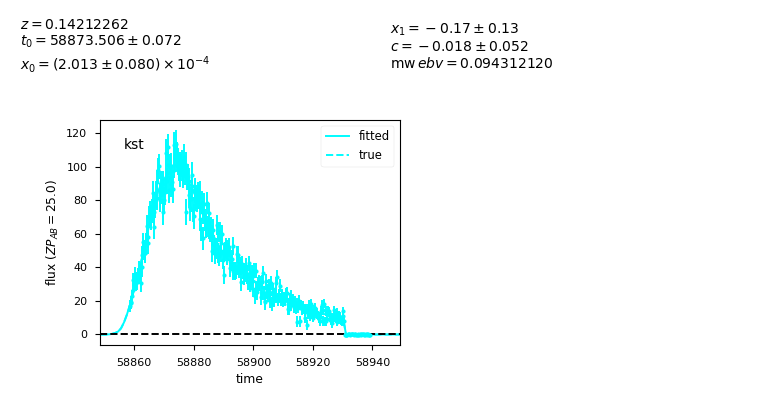 z = 0.14212262
t₀ = 58873.506 ± 0.072
x₀ = (2.013 ± 0.080) × 10⁻⁴
x₁ = −0.17 ± 0.13
c = −0.018 ± 0.052
mw ebv = 0.094312120
kst
fitted
true
120
100
80
60
40
20
0
flux (ZP_AB = 25.0)
58860 58880 58900 58920 58940
time